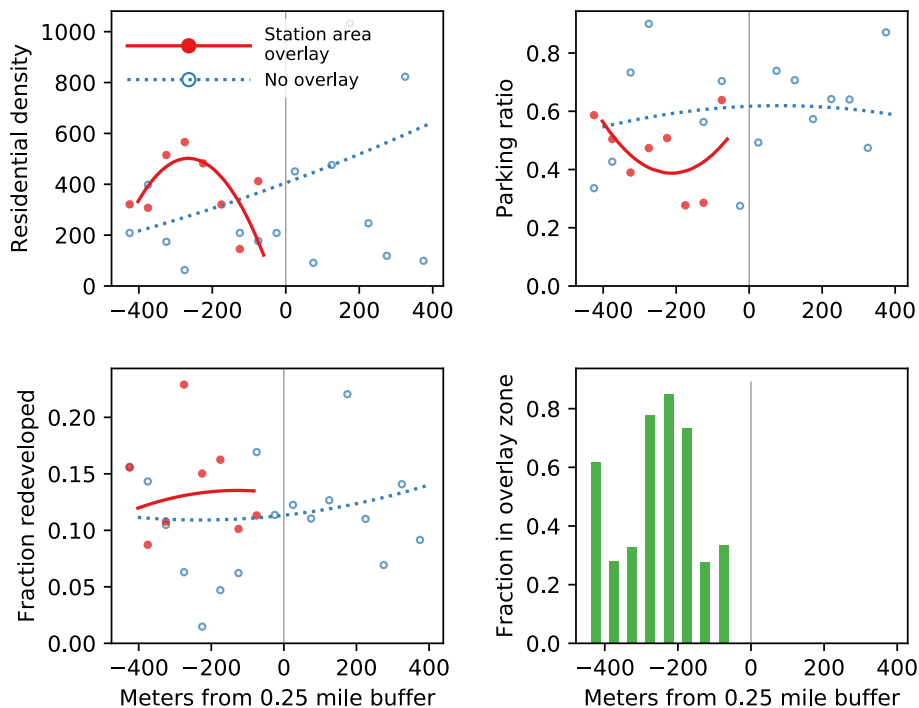 Residential density
1000
800
600
400
200
0
Station area
overlay
No overlay
−400 −200 0 200 400
Parking ratio
0.8
0.6
0.4
0.2
0.0
−400 −200 0 200 400
Fraction redeveloped
0.20
0.15
0.10
0.05
0.00
−400 −200 0 200 400
Meters from 0.25 mile buffer
Fraction in overlay zone
0.8
0.6
0.4
0.2
0.0
−400 −200 0 200 400
Meters from 0.25 mile buffer